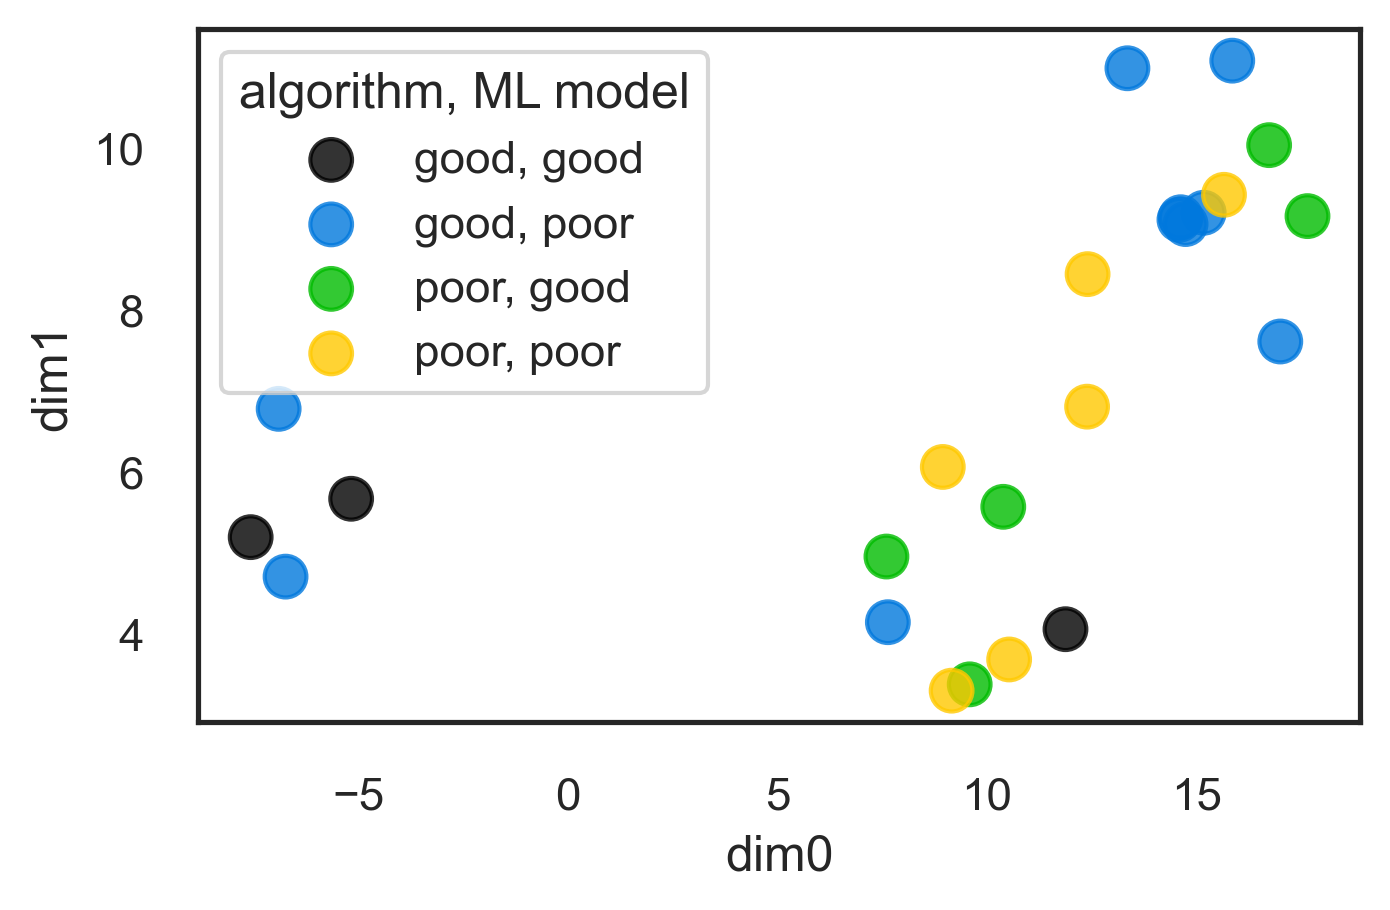 algorithm, ML model
good, good
good, poor
poor, good
poor, poor
10
8
6
4
dim1
−5 0 5 10 15
dim0